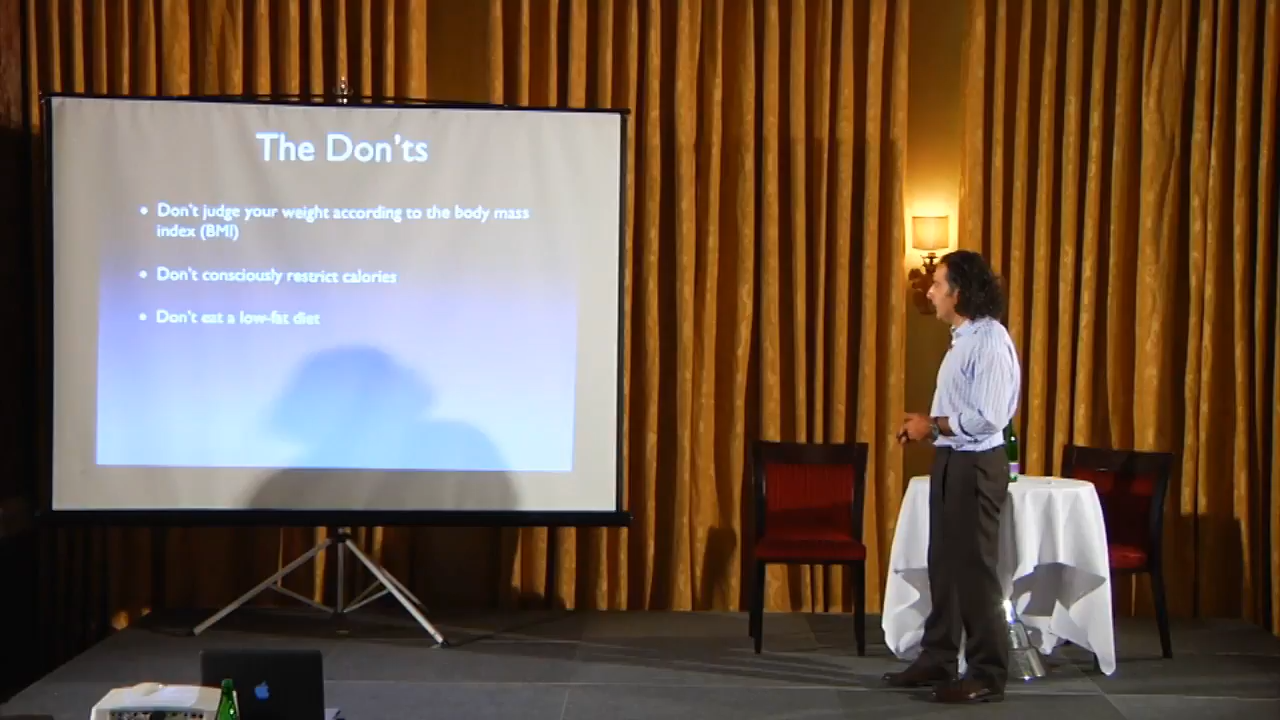 The Don'ts
• Don't judge your weight according to the body mass
index (BMI)
• Don't consciously restrict calories
• Don't eat a low-fat diet